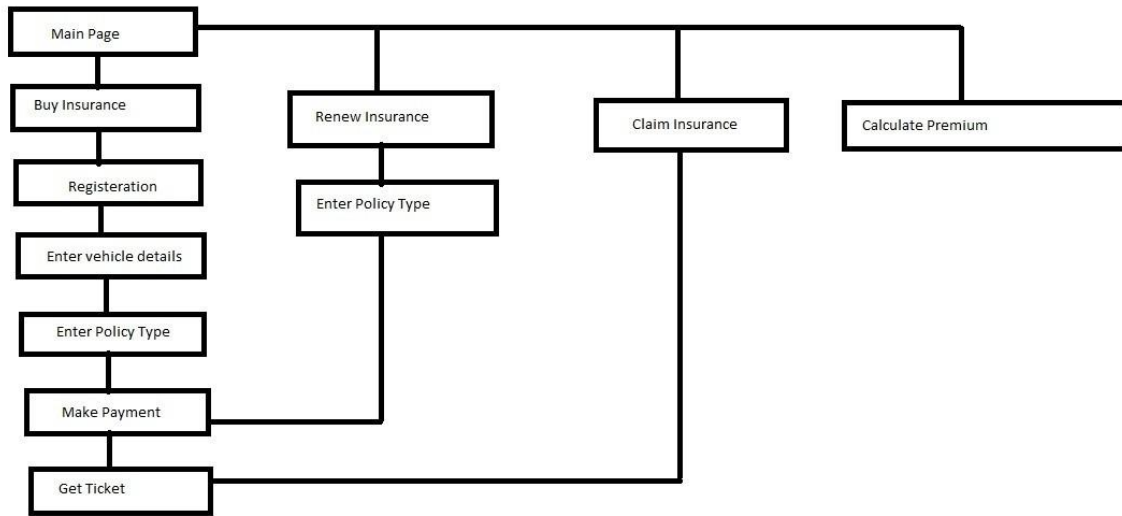 Main Page
Buy Insurance
Registeration
Enter vehicle details
Enter Policy Type
Make Payment
Get Ticket
Renew Insurance
Enter Policy Type
Claim Insurance
Calculate Premium